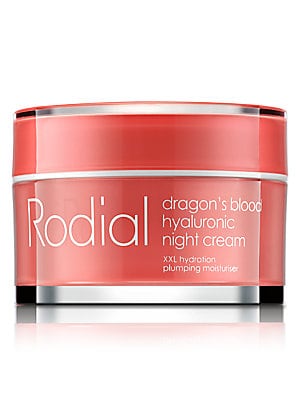 Rodial
dragon's blood
hyaluronic
night cream
XXL hydration
plumping moisturiser